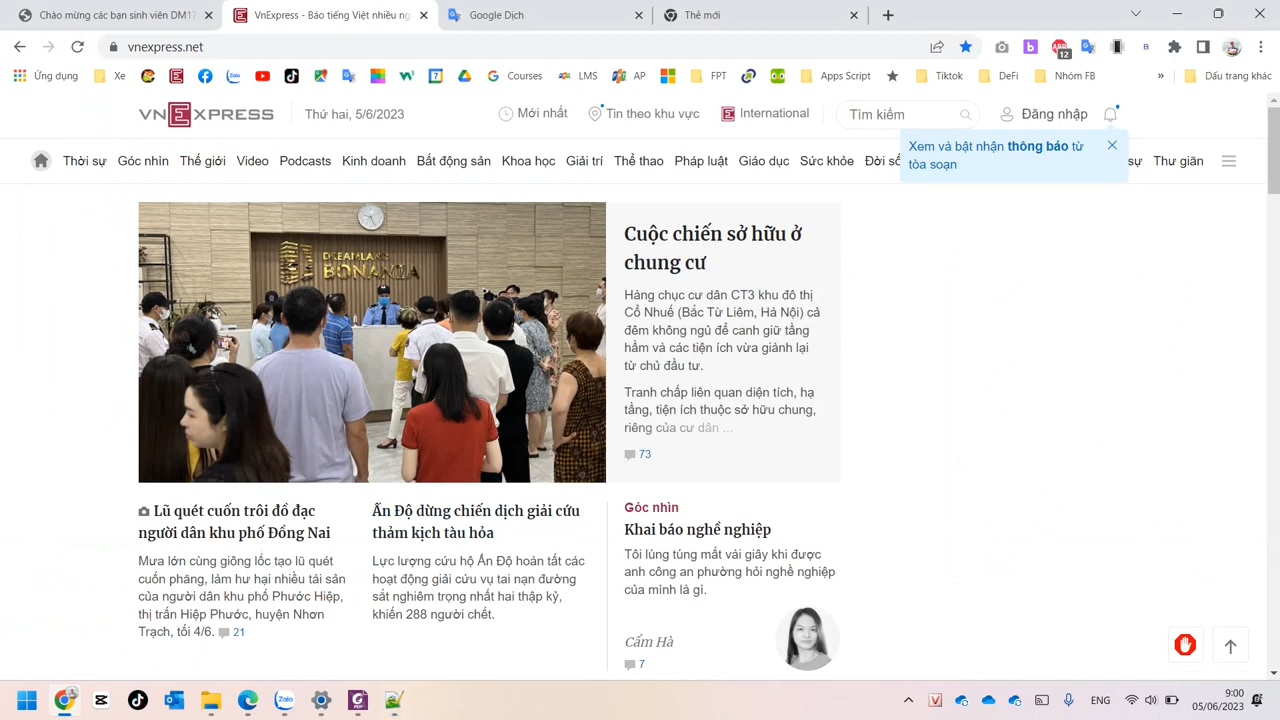 Chào mừng các bạn sinh viên DM17
VnExpress - Báo tiếng Việt nhiều ng
Google Dịch
Thẻ mới
vnexpress.net
12
Ứng dụng
Xe
Courses
LMS
AP
FPT
Apps Script
Tiktok
DeFi
Nhóm FB
»
Dấu trang khác
VNEXPRESS
Thứ hai, 5/6/2023
Mới nhất
Tin theo khu vực
International
Tìm kiếm
Đăng nhập
Xem và bật nhận thông báo từ
tòa soạn
Thời sự
Góc nhìn
Thế giới
Video
Podcasts
Kinh doanh
Bất động sản
Khoa học
Giải trí
Thể thao
Pháp luật
Giáo dục
Sức khỏe
Đời số
sự
Thư giãn
DREAMLAND
BONANZA
Cuộc chiến sở hữu ở
chung cư
Hàng chục cư dân CT3 khu đô thị
Cổ Nhuế (Bắc Từ Liêm, Hà Nội) cả
đêm không ngủ để canh giữ tầng
hầm và các tiện ích vừa giành lại
từ chủ đầu tư.
Tranh chấp liên quan diện tích, hạ
tầng, tiện ích thuộc sở hữu chung,
riêng của cư dân ...
73
Lũ quét cuốn trôi đồ đạc
người dân khu phố Đồng Nai
Mưa lớn cùng giông lốc tạo lũ quét
cuốn phăng, làm hư hại nhiều tài sản
của người dân khu phố Phước Hiệp,
thị trấn Hiệp Phước, huyện Nhơn
Trạch, tối 4/6. 21
Ấn Độ dừng chiến dịch giải cứu
thảm kịch tàu hỏa
Lực lượng cứu hộ Ấn Độ hoàn tất các
hoạt động giải cứu vụ tai nạn đường
sắt nghiêm trọng nhất hai thập kỷ,
khiến 288 người chết.
Góc nhìn
Khai báo nghề nghiệp
Tôi lúng túng mất vài giây khi được
anh công an phường hỏi nghề nghiệp
của mình là gì.
Cẩm Hà
7
Zalo
ENG
9:00
05/06/2023